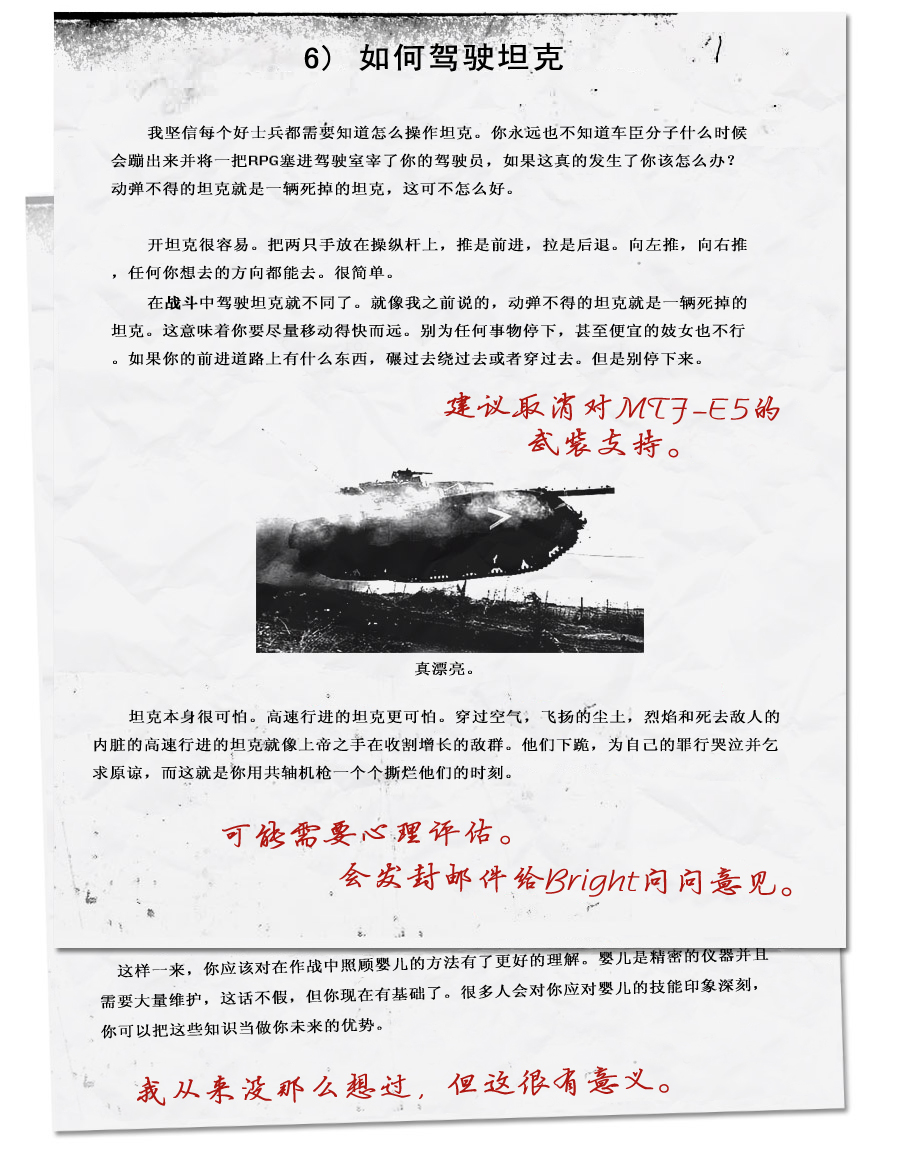 6） 如何驾驶坦克
我坚信每个好士兵都需要知道怎么操作坦克。你永远也不知道车臣分子什么时候
会蹦出来并将一把RPG塞进驾驶室宰了你的驾驶员，如果这真的发生了你该怎么办？
动弹不得的坦克就是一辆死掉的坦克，这可不怎么好。
开坦克很容易。把两只手放在操纵杆上，推是前进，拉是后退。向左推，向右推
，任何你想去的方向都能去。很简单。
在战斗中驾驶坦克就不同了。就像我之前说的，动弹不得的坦克就是一辆死掉的
坦克。这意味着你要尽量移动得快而远。别为任何事物停下，甚至便宜的妓女也不行
。如果你的前进道路上有什么东西，碾过去绕过去或者穿过去。但是别停下来。
建议取消对MTF-E5的
武装支持。
真漂亮。
坦克本身很可怕。高速行进的坦克更可怕。穿过空气，飞扬的尘土，烈焰和死去敌人的
内脏的高速行进的坦克就像上帝之手在收割增长的敌群。他们下跪，为自己的罪行哭泣并乞
求原谅，而这就是你用共轴机枪一个个撕烂他们的时刻。
可能需要心理评估。
会发封邮件给Bright问问意见。
这样一来，你应该对在作战中照顾婴儿的方法有了更好的理解。婴儿是精密的仪器并且
需要大量维护，这话不假，但你现在有基础了。很多人会对你应对婴儿的技能印象深刻，
你可以把这些知识当做你未来的优势。
我从来没那么想过，但这很有意义。